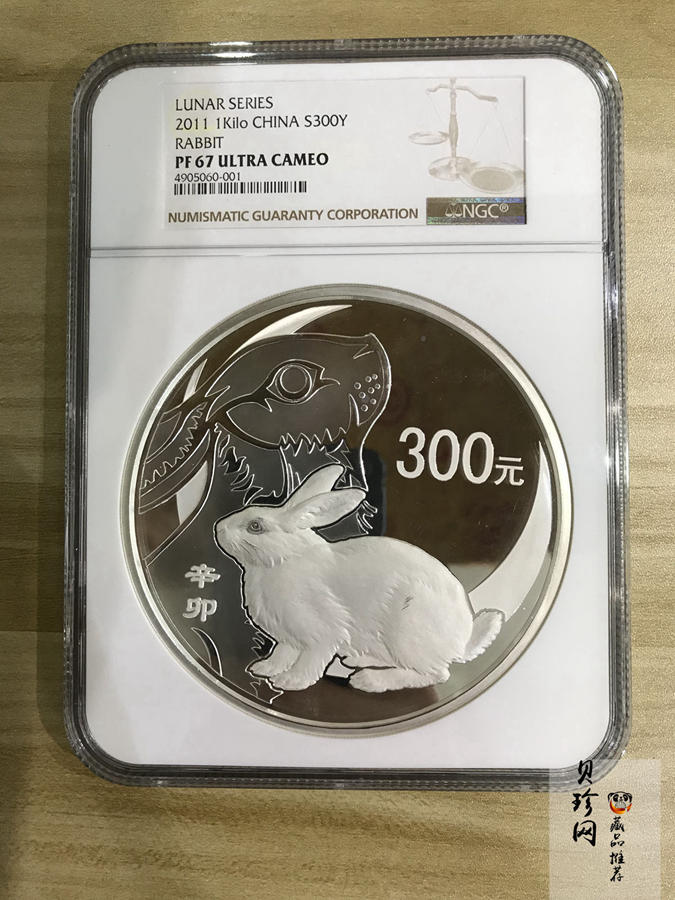 LUNAR SERIES
2011 1Kilo CHINA S300Y
RABBIT
PF 67 ULTRA CAMEO
4905060-001
NUMISMATIC GUARANTY CORPORATION
NGC®
300元
辛
卯
贝珍网
藏品推荐